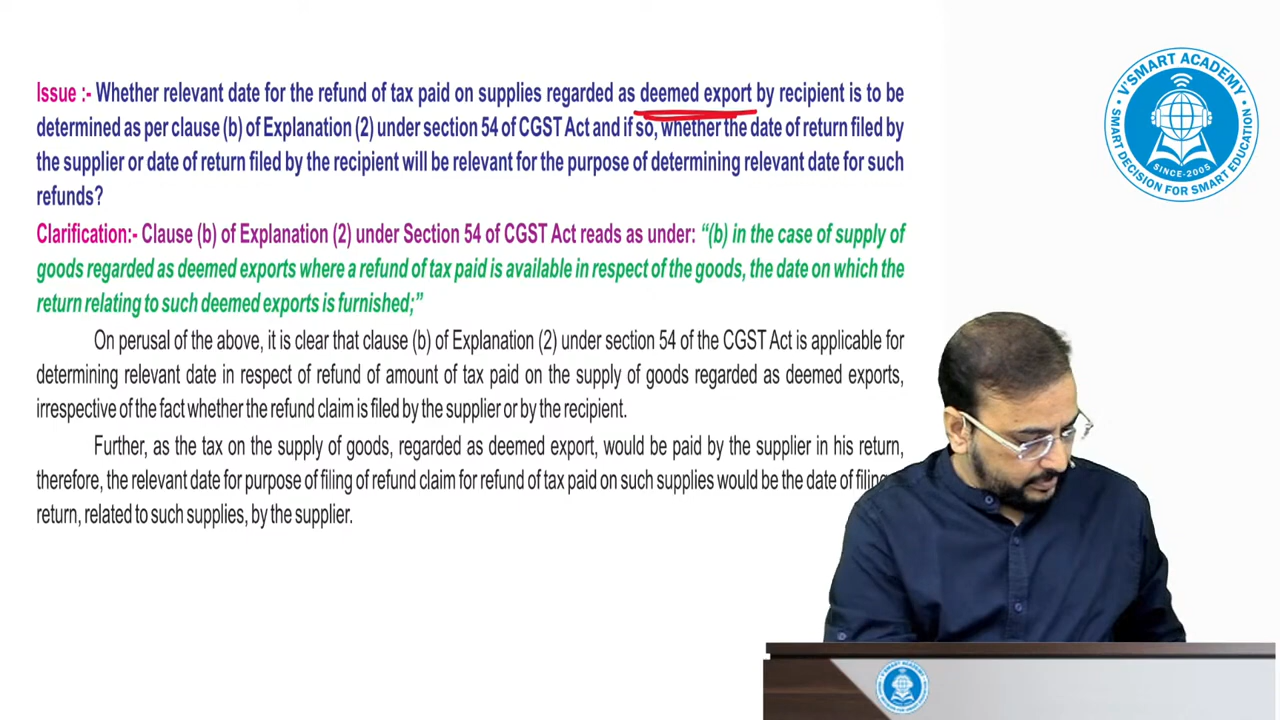 Issue :- Whether relevant date for the refund of tax paid on supplies regarded as deemed export by recipient is to be
determined as per clause (b) of Explanation (2) under section 54 of CGST Act and if so, whether the date of return filed by
the supplier or date of return filed by the recipient will be relevant for the purpose of determining relevant date for such
refunds?
Clarification:- Clause (b) of Explanation (2) under Section 54 of CGST Act reads as under: “(b) in the case of supply of
goods regarded as deemed exports where a refund of tax paid is available in respect of the goods, the date on which the
return relating to such deemed exports is furnished;”
On perusal of the above, it is clear that clause (b) of Explanation (2) under section 54 of the CGST Act is applicable for
determining relevant date in respect of refund of amount of tax paid on the supply of goods regarded as deemed exports,
irrespective of the fact whether the refund claim is filed by the supplier or by the recipient.
Further, as the tax on the supply of goods, regarded as deemed export, would be paid by the supplier in his return,
therefore, the relevant date for purpose of filing of refund claim for refund of tax paid on such supplies would be the date of filing
return, related to such supplies, by the supplier.
V'SMART ACADEMY
SINCE-2005
SMART DECISION FOR SMART EDUCATION